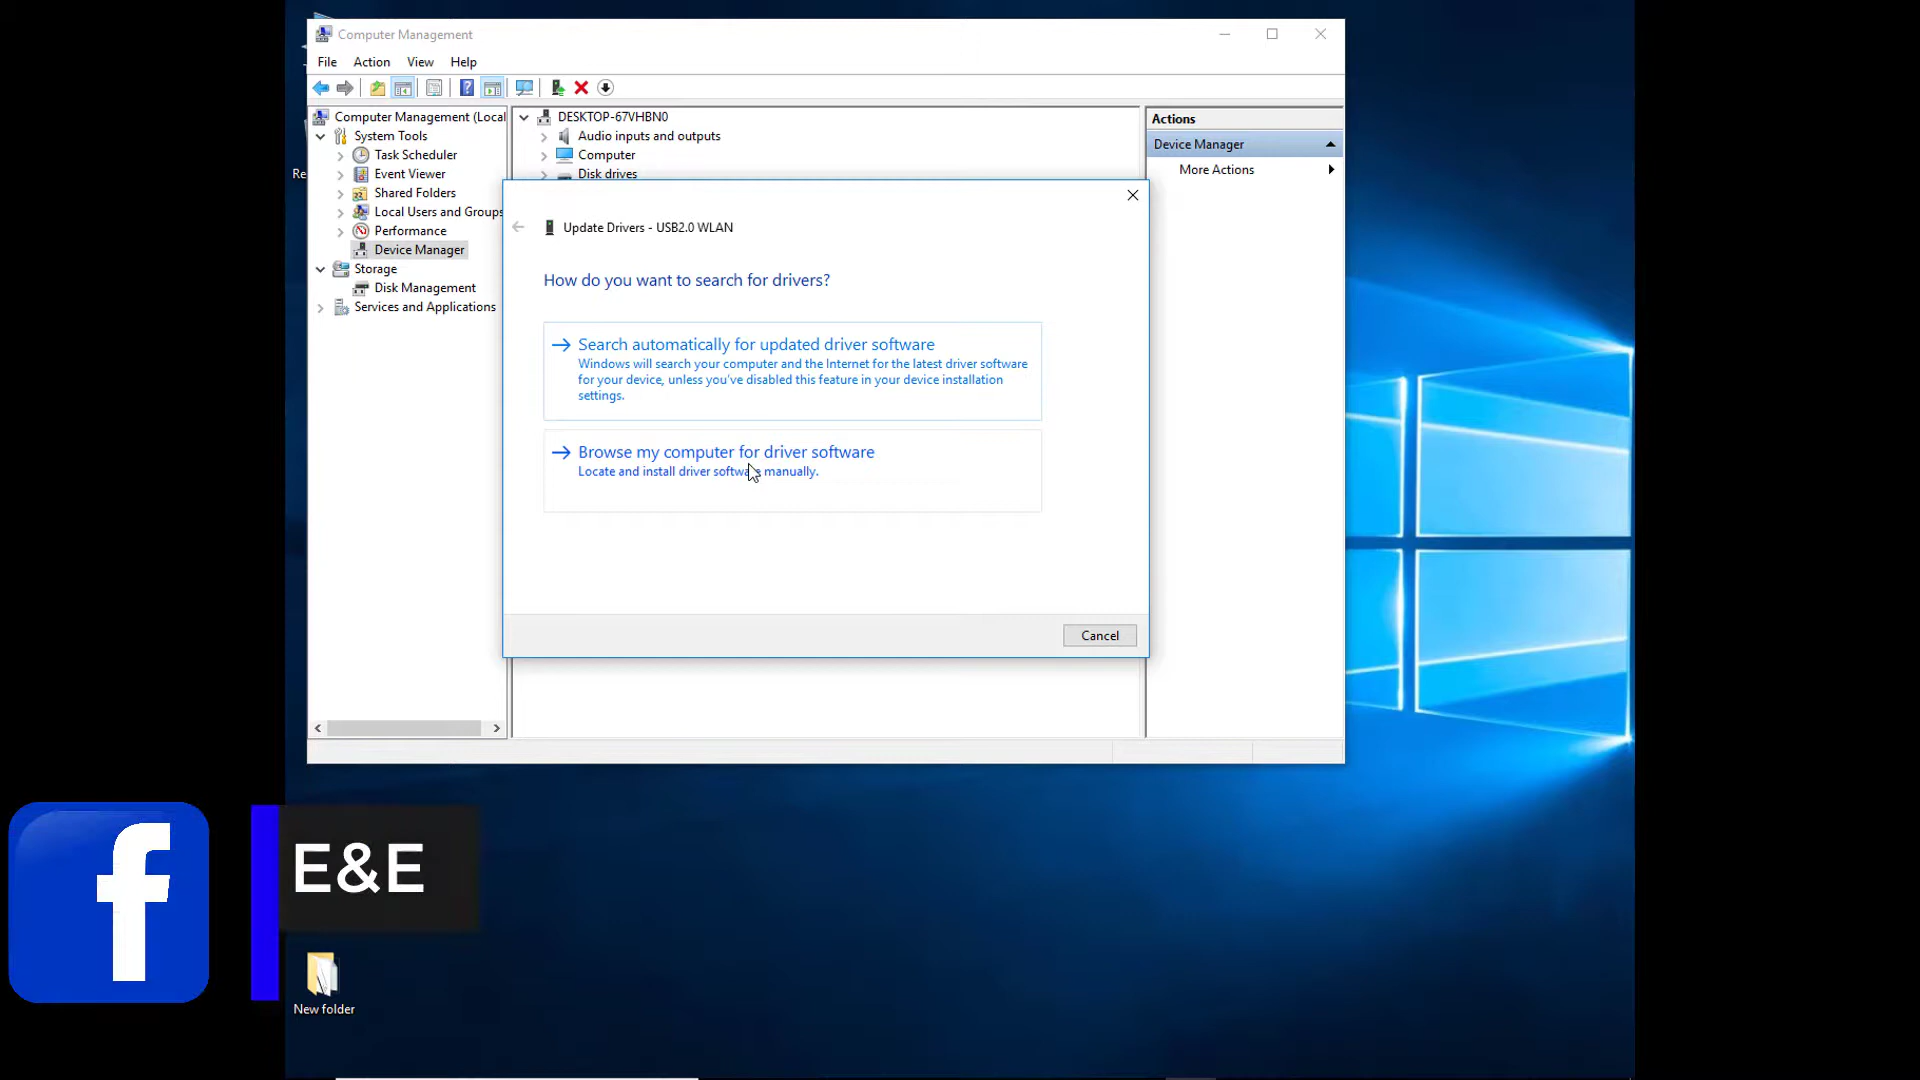 Computer Management
File Action View Help
Computer Management (Local
System Tools
Task Scheduler
Event Viewer
Shared Folders
Local Users and Groups
Performance
Device Manager
Storage
Disk Management
Services and Applications
DESKTOP-67VHBN0
Audio inputs and outputs
Computer
Disk drives
Actions
Device Manager
More Actions
Update Drivers - USB2.0 WLAN
How do you want to search for drivers?
Search automatically for updated driver software
Windows will search your computer and the Internet for the latest driver software
for your device, unless you've disabled this feature in your device installation
settings.
Browse my computer for driver software
Locate and install driver software manually.
Cancel
Re
f
E&E
New folder